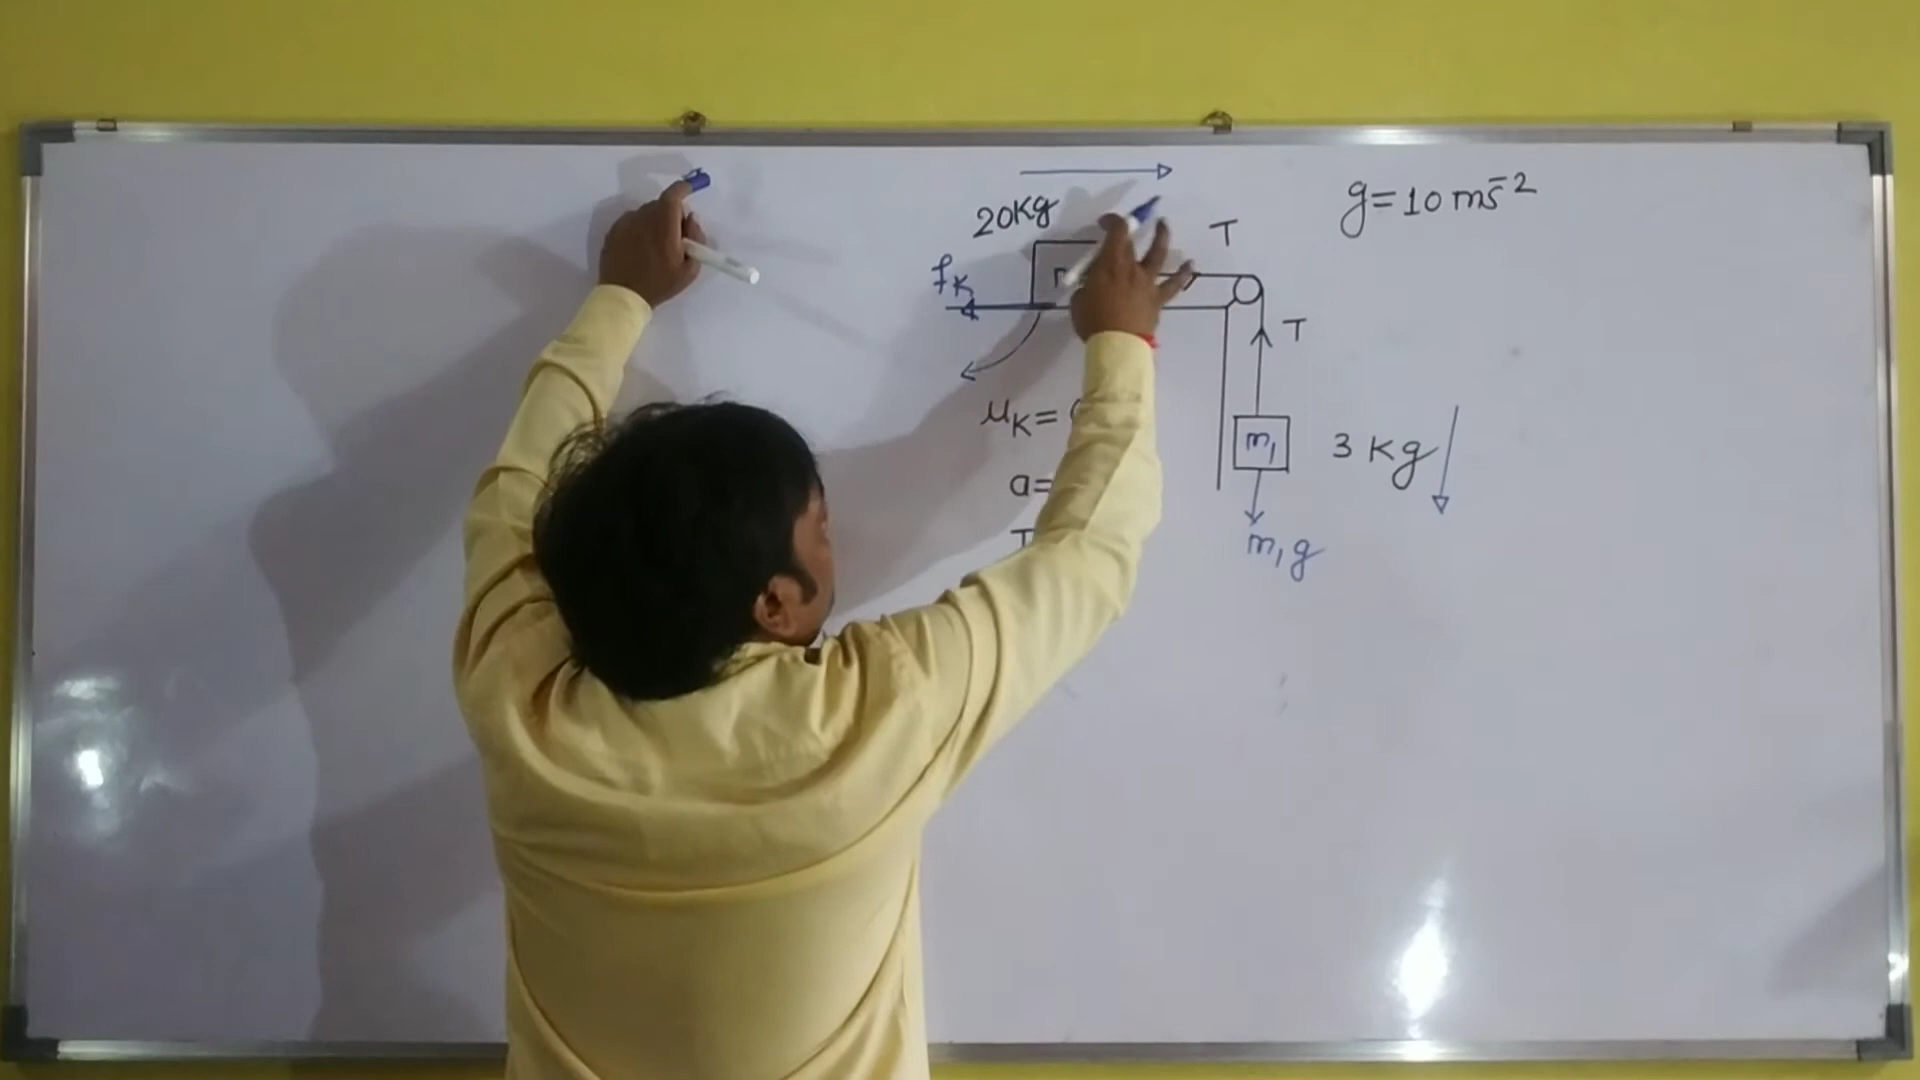 20Kg
T
g=10 ms⁻²
fK
T
μK=
m₁
3 Kg
a=
m₁g